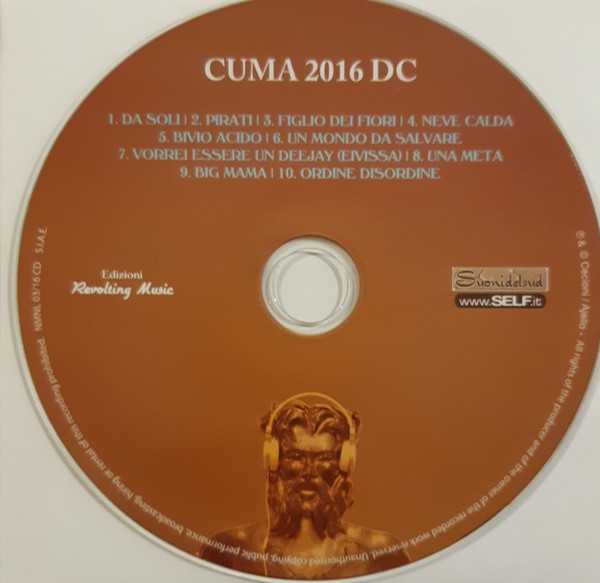 CUMA 2016 DC
1. DA SOLI | 2. PIRATI | 3. FIGLIO DEI FIORI | 4. NEVE CALDA
5. BIVIO ACIDO | 6. UN MONDO DA SALVARE
7. VORREI ESSERE UN DEEJAY (EIVISSA) | 8. UNA META
9. BIG MAMA | 10. ORDINE DISORDINE
Edizioni
Revolting Music
Suonidelsud
www.SELF.it
℗ & © Cecioni / Ajello - All rights of the producer and of the owner of the recorded work reserved. Unauthorised copying, public performance, broadcasting, hiring or rental of this recording prohibited. NMNL 03/16 CD S.I.A.E.